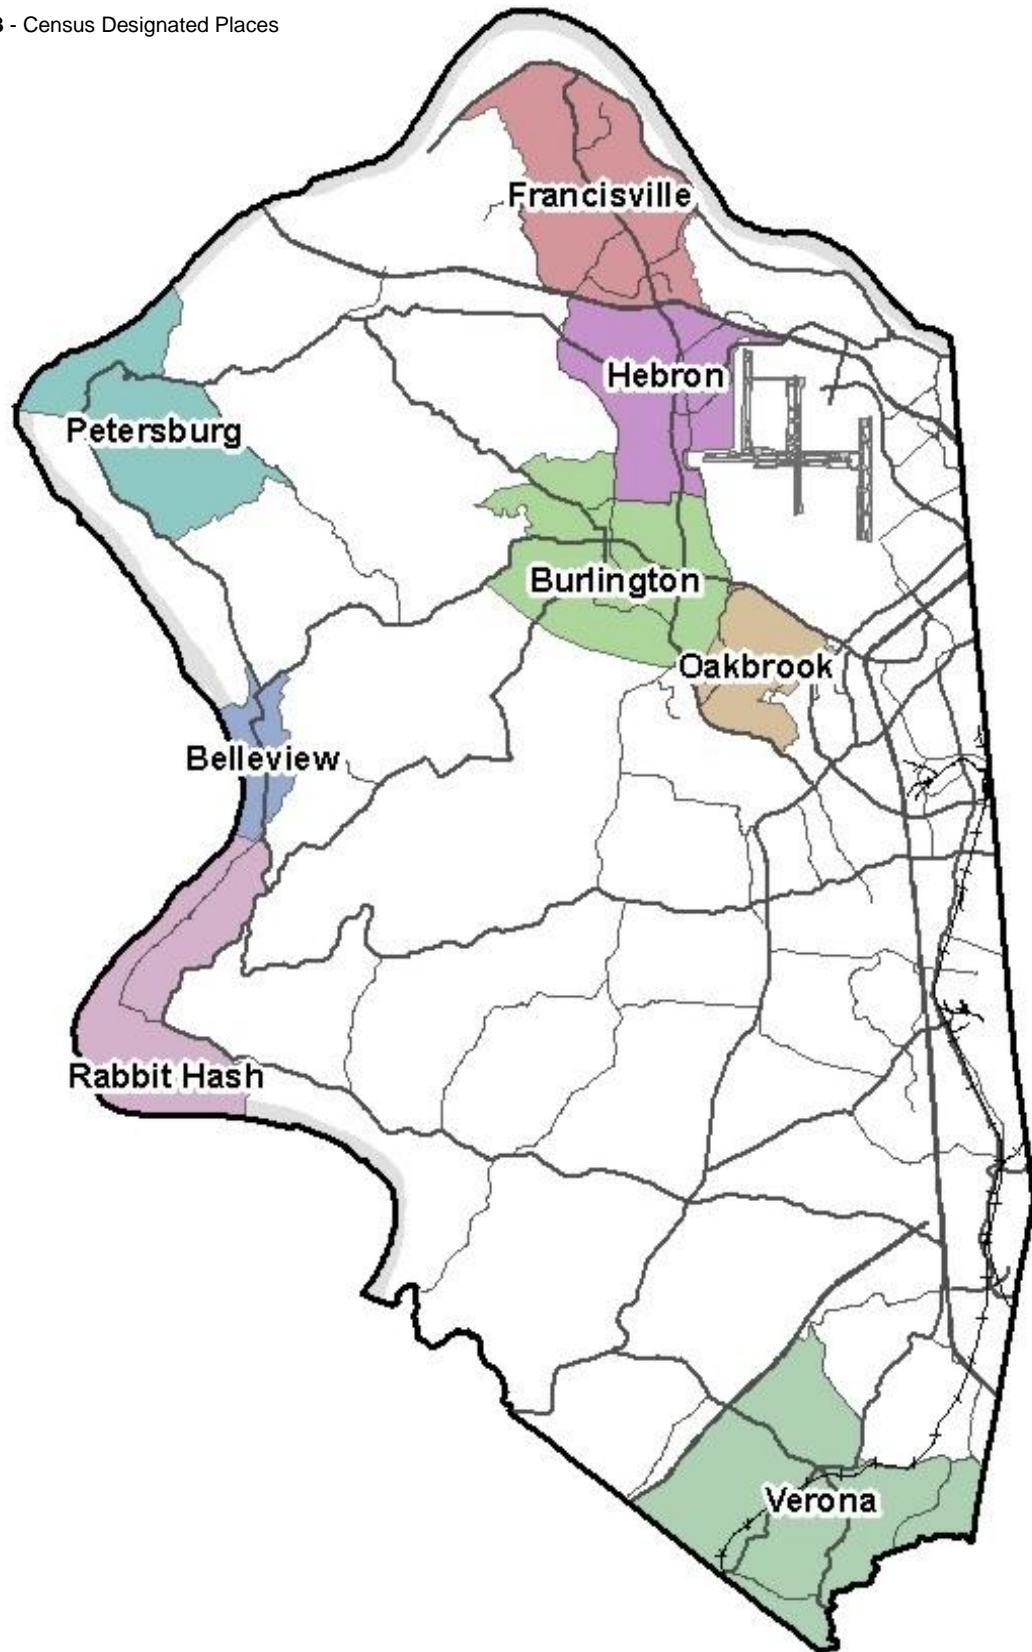 - Census Designated Places
Francisville
Hebron
Petersburg
Burlington
Oakbrook
Belleview
Rabbit Hash
Verona